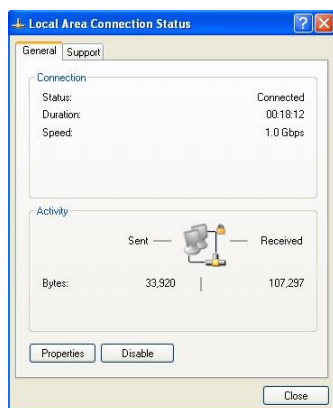 Local Area Connection Status
General Support
Connection
Status: Connected
Duration: 00:18:12
Speed: 1.0 Gbps
Activity
Sent — — Received
Bytes: 33,920 | 107,297
Properties Disable
Close